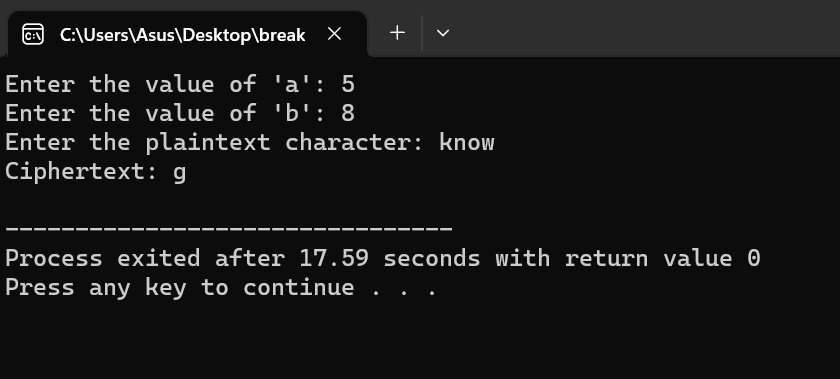 C:\Users\Asus\Desktop\break
Enter the value of 'a': 5
Enter the value of 'b': 8
Enter the plaintext character: know
Ciphertext: g
--------------------------------
Process exited after 17.59 seconds with return value 0
Press any key to continue . . .